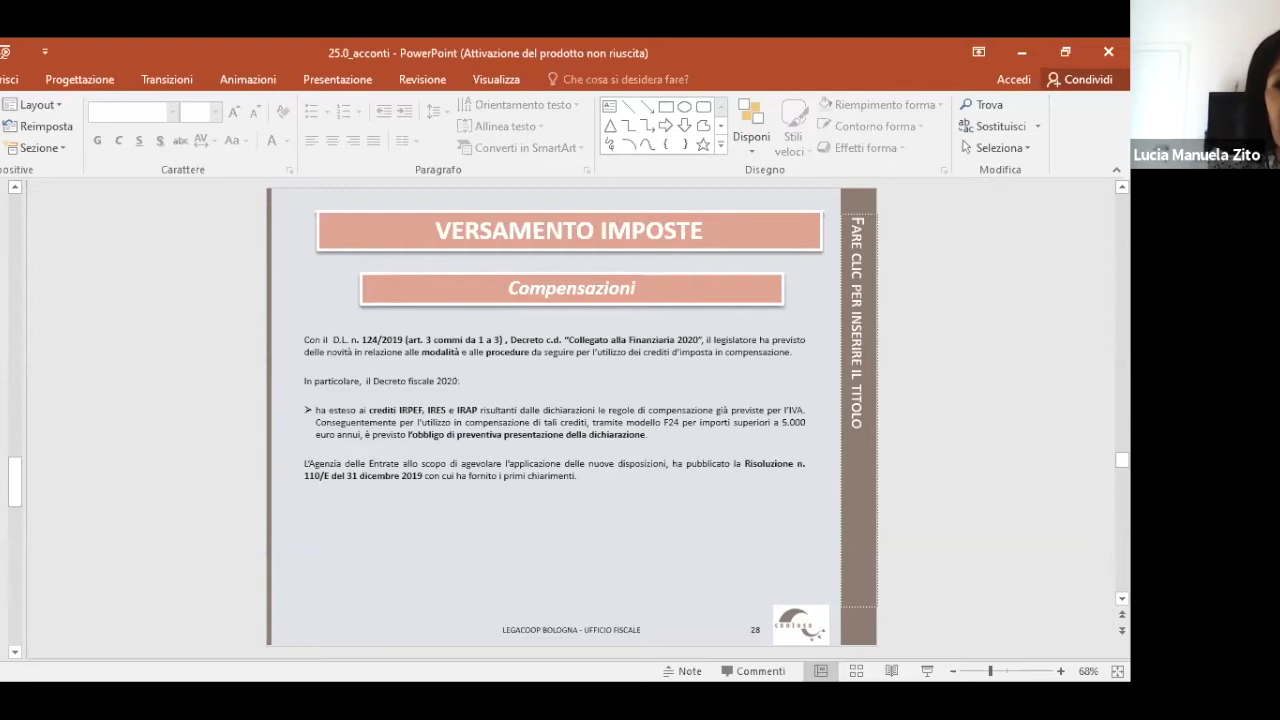 25.0_acconti - PowerPoint (Attivazione del prodotto non riuscita)
risci Progettazione Transizioni Animazioni Presentazione Revisione Visualizza Che cosa si desidera fare? Accedi Condividi
Layout Orientamento testo Riempimento forma Trova
Reimposta Allinea testo Disponi Stili Contorno forma Sostituisci
Sezione G C S S abc AV Aa A Converti in SmartArt veloci Effetti forma Seleziona
positive Carattere Paragrafo Disegno Modifica
Lucia Manuela Zito
VERSAMENTO IMPOSTE
Compensazioni
Con il D.L. n. 124/2019 (art. 3 commi da 1 a 3) , Decreto c.d. “Collegato alla Finanziaria 2020”, il legislatore ha previsto
delle novità in relazione alle modalità e alle procedure da seguire per l’utilizzo dei crediti d’imposta in compensazione.
In particolare, il Decreto fiscale 2020:
➢ ha esteso ai crediti IRPEF, IRES e IRAP risultanti dalle dichiarazioni le regole di compensazione già previste per l’IVA.
Conseguentemente per l’utilizzo in compensazione di tali crediti, tramite modello F24 per importi superiori a 5.000
euro annui, è previsto l’obbligo di preventiva presentazione della dichiarazione.
L’Agenzia delle Entrate allo scopo di agevolare l’applicazione delle nuove disposizioni, ha pubblicato la Risoluzione n.
110/E del 31 dicembre 2019 con cui ha fornito i primi chiarimenti.
FARE CLIC PER INSERIRE IL TITOLO
LEGACOOP BOLOGNA - UFFICIO FISCALE 28
contoso
Note Commenti 68%